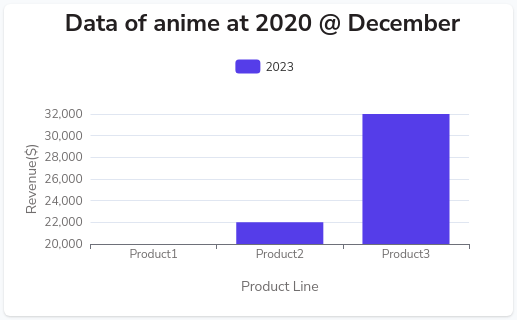 Data of anime at 2020 @ December
2023
Revenue($)
32,000
30,000
28,000
26,000
24,000
22,000
20,000
Product1 Product2 Product3
Product Line